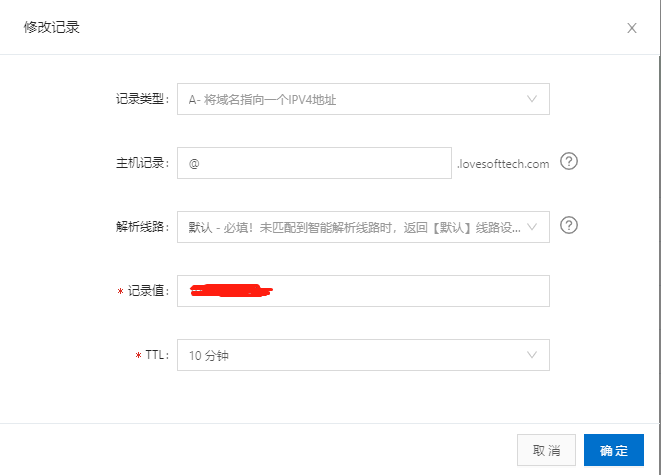 修改记录
记录类型： A- 将域名指向一个IPV4地址
主机记录： @ .lovesofttech.com ?
解析线路： 默认 - 必填！未匹配到智能解析线路时，返回【默认】线路设... ?
* 记录值：
* TTL： 10 分钟
取 消 确 定